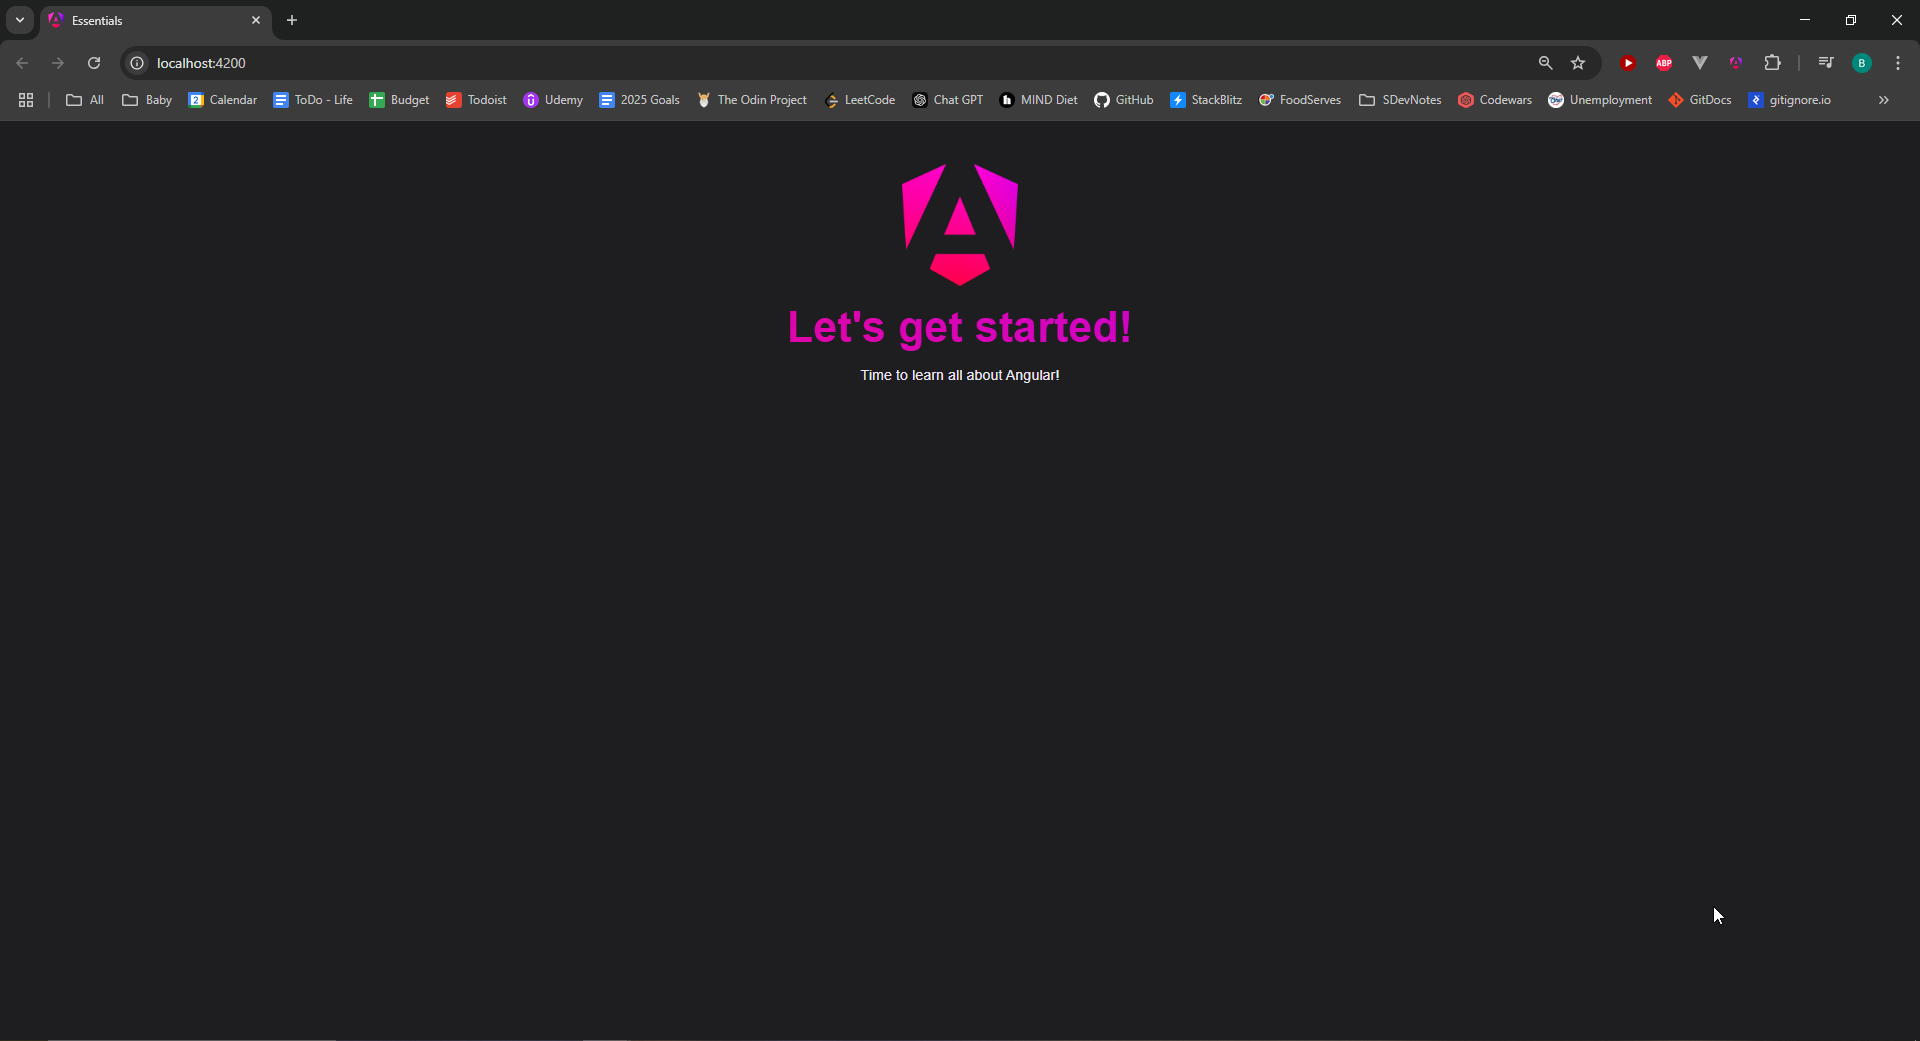 Essentials
localhost:4200
ABP
B
All
Baby
2
Calendar
ToDo - Life
Budget
Todoist
Udemy
2025 Goals
The Odin Project
LeetCode
Chat GPT
MIND Diet
GitHub
StackBlitz
FoodServes
SDevNotes
Codewars
Unemployment
GitDocs
gitignore.io
Let's get started!
Time to learn all about Angular!